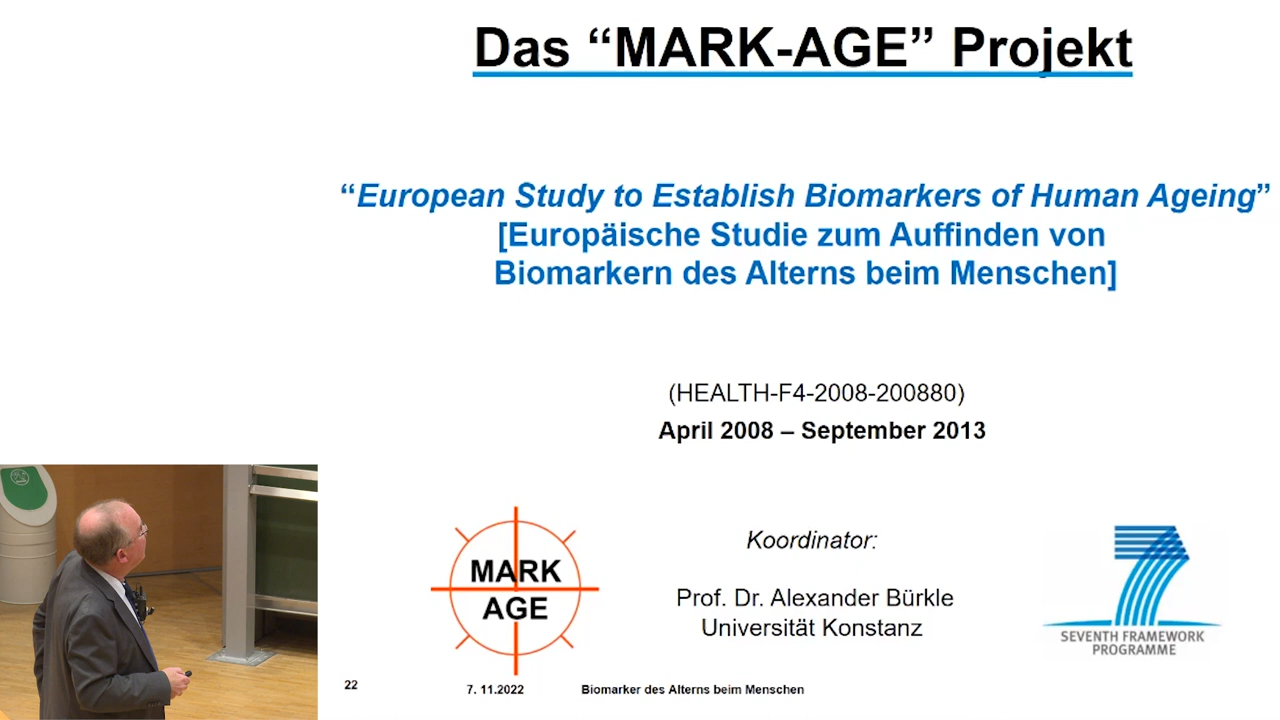 Das “MARK-AGE” Projekt
“European Study to Establish Biomarkers of Human Ageing”
[Europäische Studie zum Auffinden von
Biomarkern des Alterns beim Menschen]
(HEALTH-F4-2008-200880)
April 2008 – September 2013
MARK
AGE
Koordinator:
Prof. Dr. Alexander Bürkle
Universität Konstanz
7
SEVENTH FRAMEWORK
PROGRAMME
22
7. 11.2022
Biomarker des Alterns beim Menschen